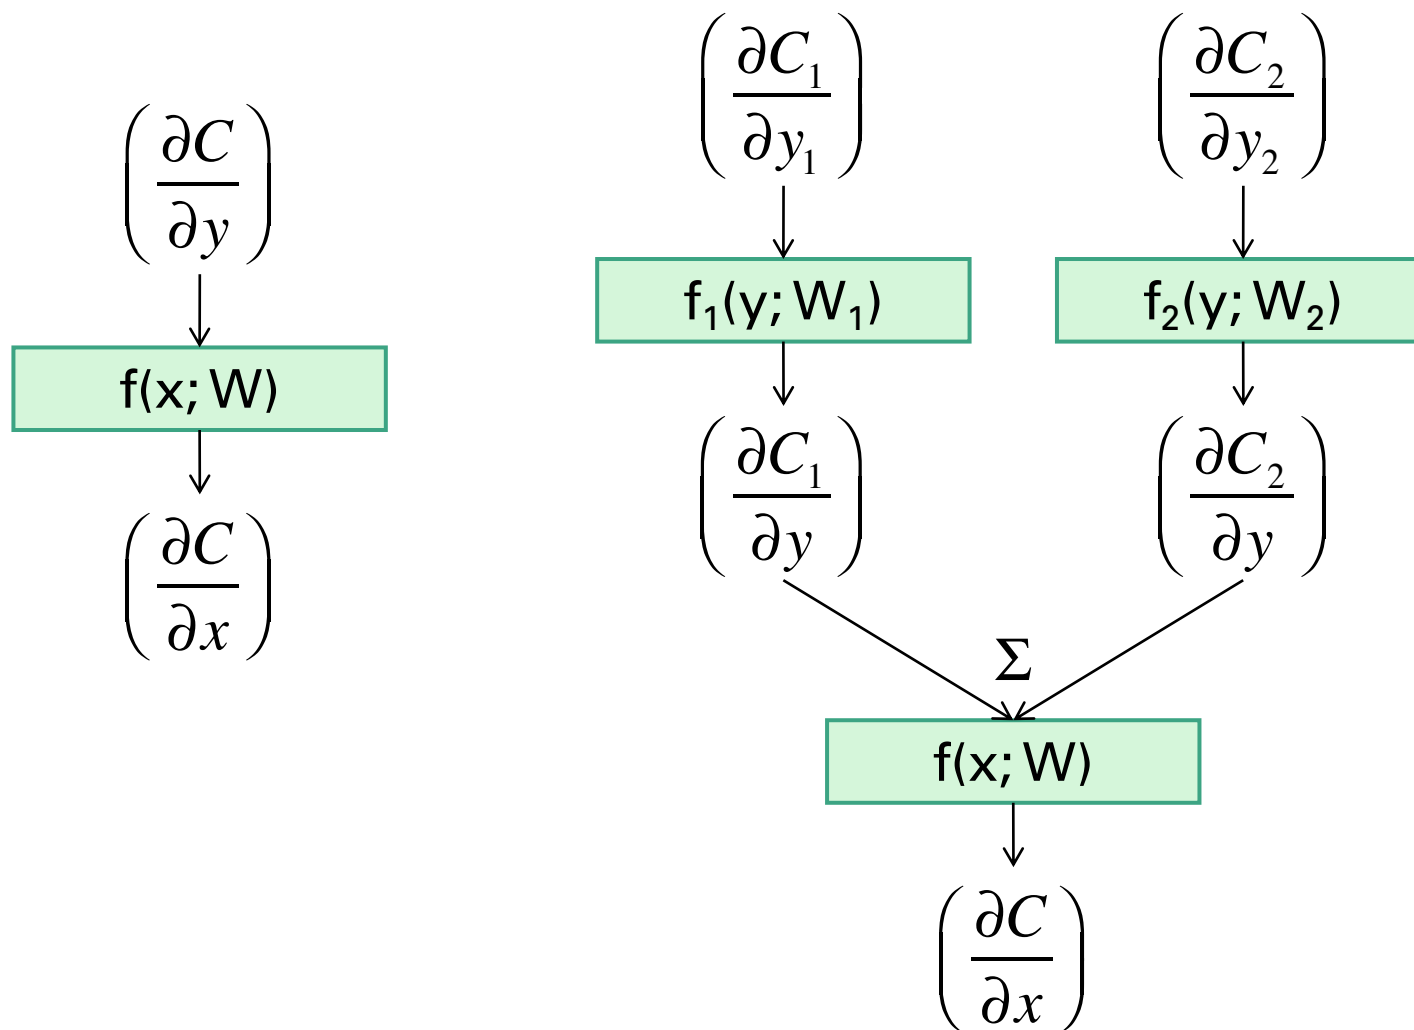 (∂C/∂y)
f(x; W)
(∂C/∂x)
(∂C₁/∂y₁)
(∂C₂/∂y₂)
f₁(y; W₁)
f₂(y; W₂)
(∂C₁/∂y)
(∂C₂/∂y)
Σ
f(x; W)
(∂C/∂x)